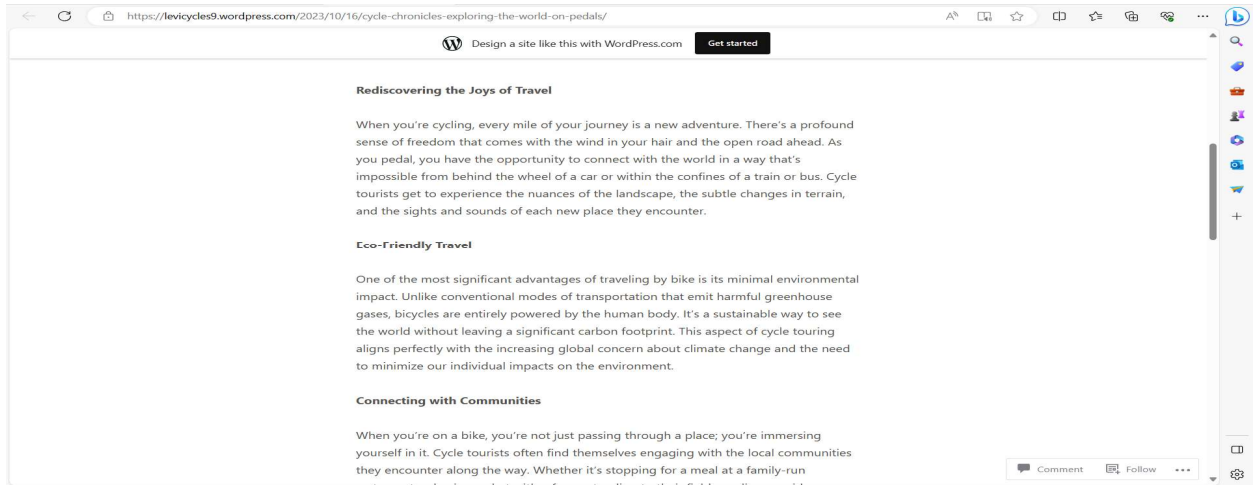 https://levicycles9.wordpress.com/2023/10/16/cycle-chronicles-exploring-the-world-on-pedals/
Design a site like this with WordPress.com Get started
Rediscovering the Joys of Travel
When you're cycling, every mile of your journey is a new adventure. There's a profound
sense of freedom that comes with the wind in your hair and the open road ahead. As
you pedal, you have the opportunity to connect with the world in a way that's
impossible from behind the wheel of a car or within the confines of a train or bus. Cycle
tourists get to experience the nuances of the landscape, the subtle changes in terrain,
and the sights and sounds of each new place they encounter.
Eco-Friendly Travel
One of the most significant advantages of traveling by bike is its minimal environmental
impact. Unlike conventional modes of transportation that emit harmful greenhouse
gases, bicycles are entirely powered by the human body. It's a sustainable way to see
the world without leaving a significant carbon footprint. This aspect of cycle touring
aligns perfectly with the increasing global concern about climate change and the need
to minimize our individual impacts on the environment.
Connecting with Communities
When you're on a bike, you're not just passing through a place; you're immersing
yourself in it. Cycle tourists often find themselves engaging with the local communities
they encounter along the way. Whether it's stopping for a meal at a family-run
Comment Follow